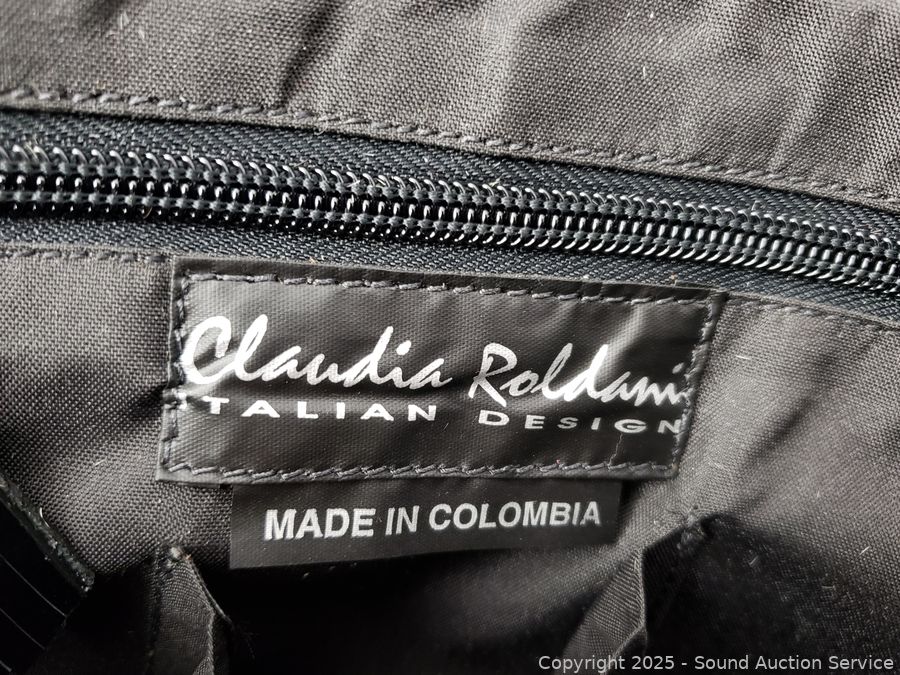 Claudia Roldani
ITALIAN DESIGN
MADE IN COLOMBIA
Copyright 2025 - Sound Auction Service